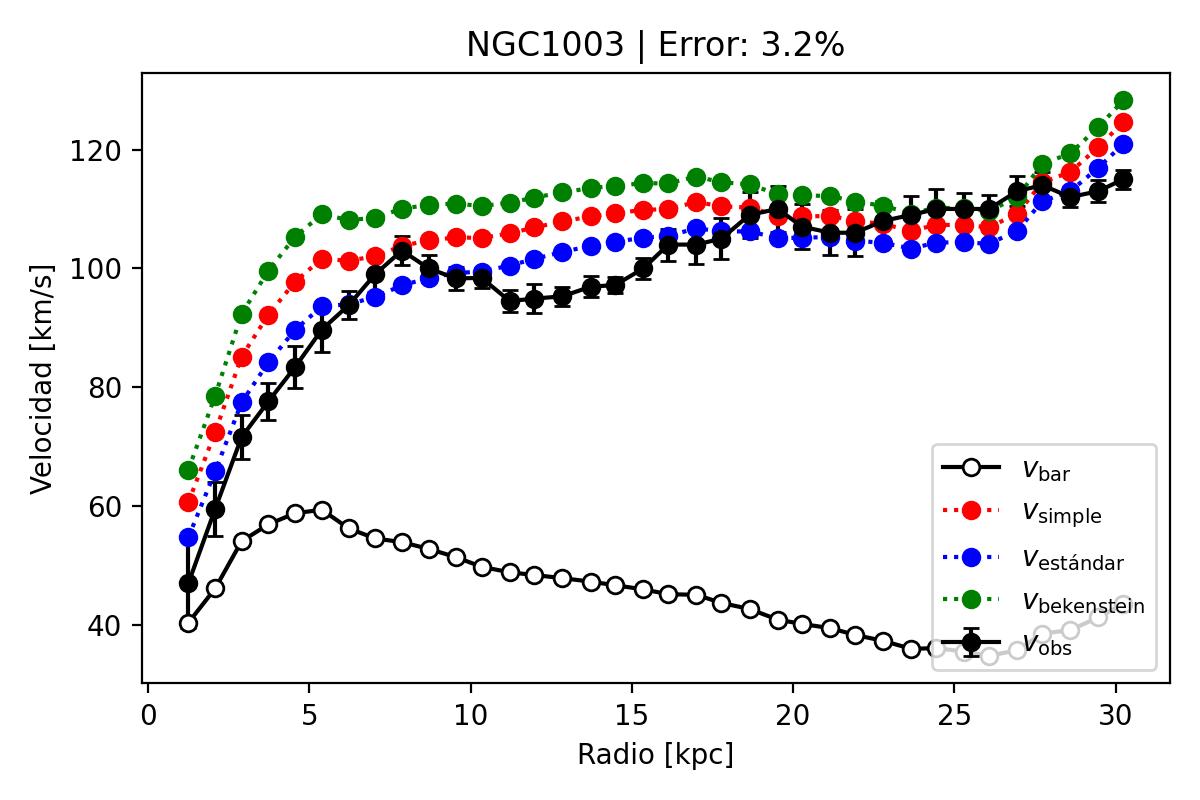 NGC1003 | Error: 3.2%
Velocidad [km/s]
120
100
80
60
40
0 5 10 15 20 25 30
Radio [kpc]
v_bar
v_simple
v_estándar
v_bekenstein
v_obs